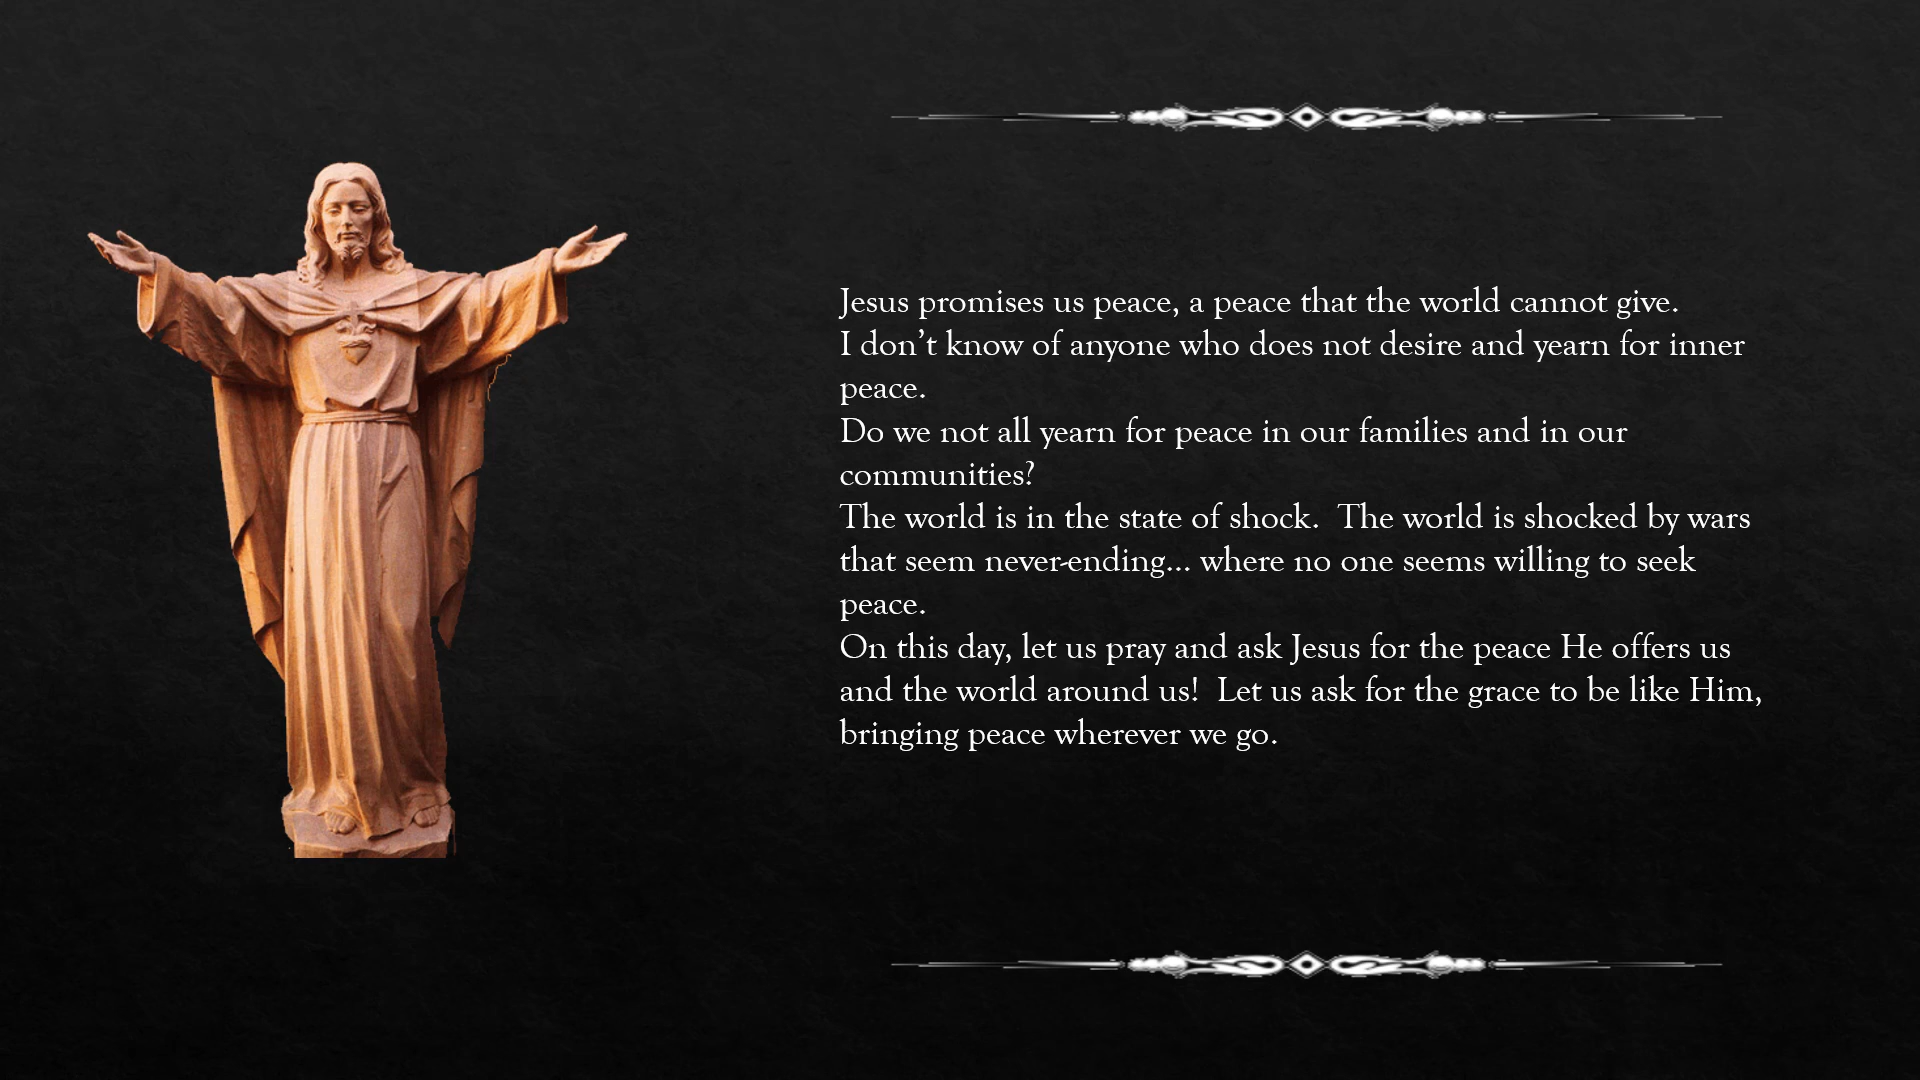 Jesus promises us peace, a peace that the world cannot give.
I don’t know of anyone who does not desire and yearn for inner
peace.
Do we not all yearn for peace in our families and in our
communities?
The world is in the state of shock.  The world is shocked by wars
that seem never-ending... where no one seems willing to seek
peace.
On this day, let us pray and ask Jesus for the peace He offers us
and the world around us!  Let us ask for the grace to be like Him,
bringing peace wherever we go.